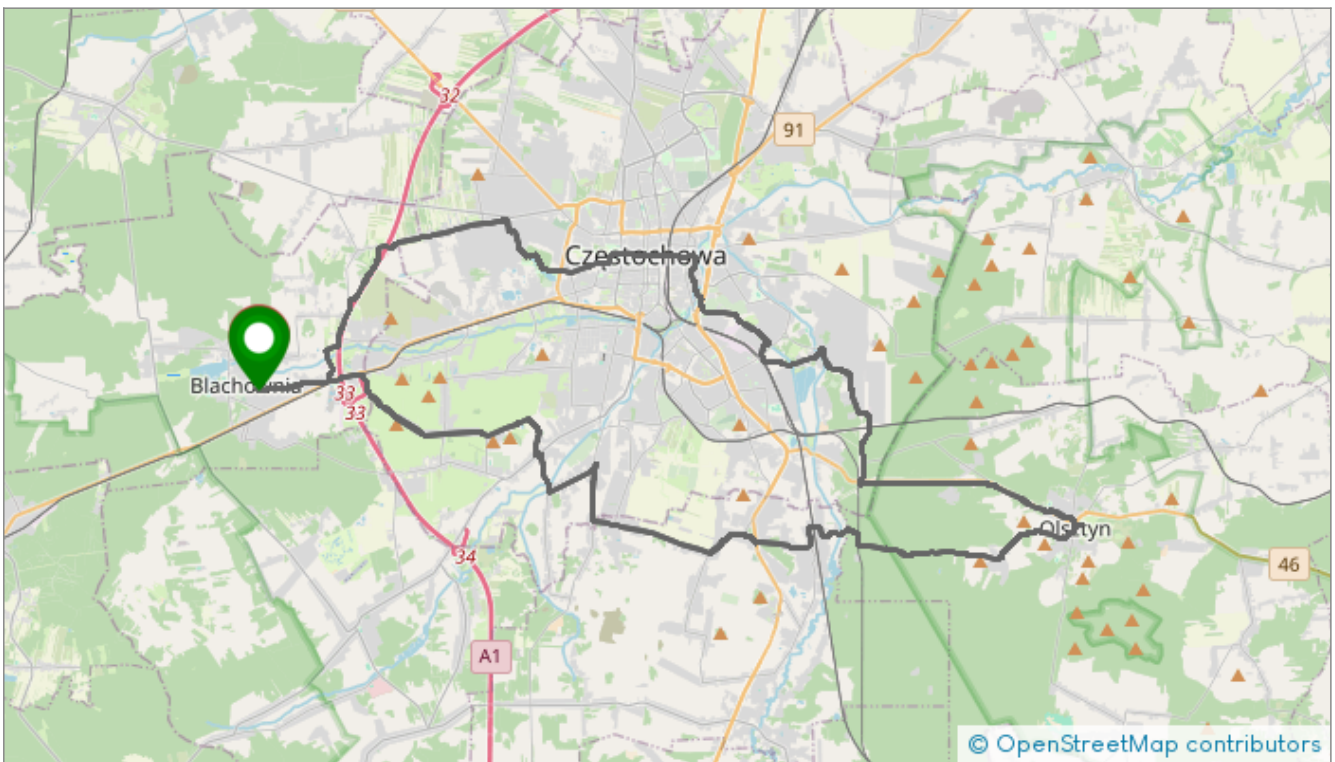 32
91
Częstochowa
Blachownia
33
33
Olsztyn
34
46
A1
© OpenStreetMap contributors